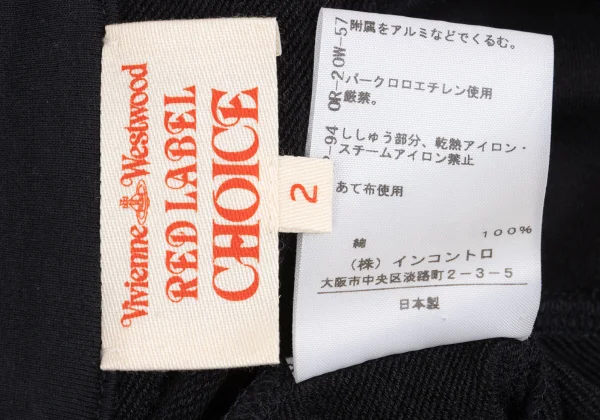 Vivienne Westwood
RED LABEL
CHOICE
2
附属をアルミなどでくるむ。
パークロロエチレン使用
厳禁。
ししゅう部分、乾熱アイロン・
スチームアイロン禁止
あて布使用
綿 100%
(株) インコントロ
大阪市中央区淡路町2-3-5
日本製
94 OR-20W-57